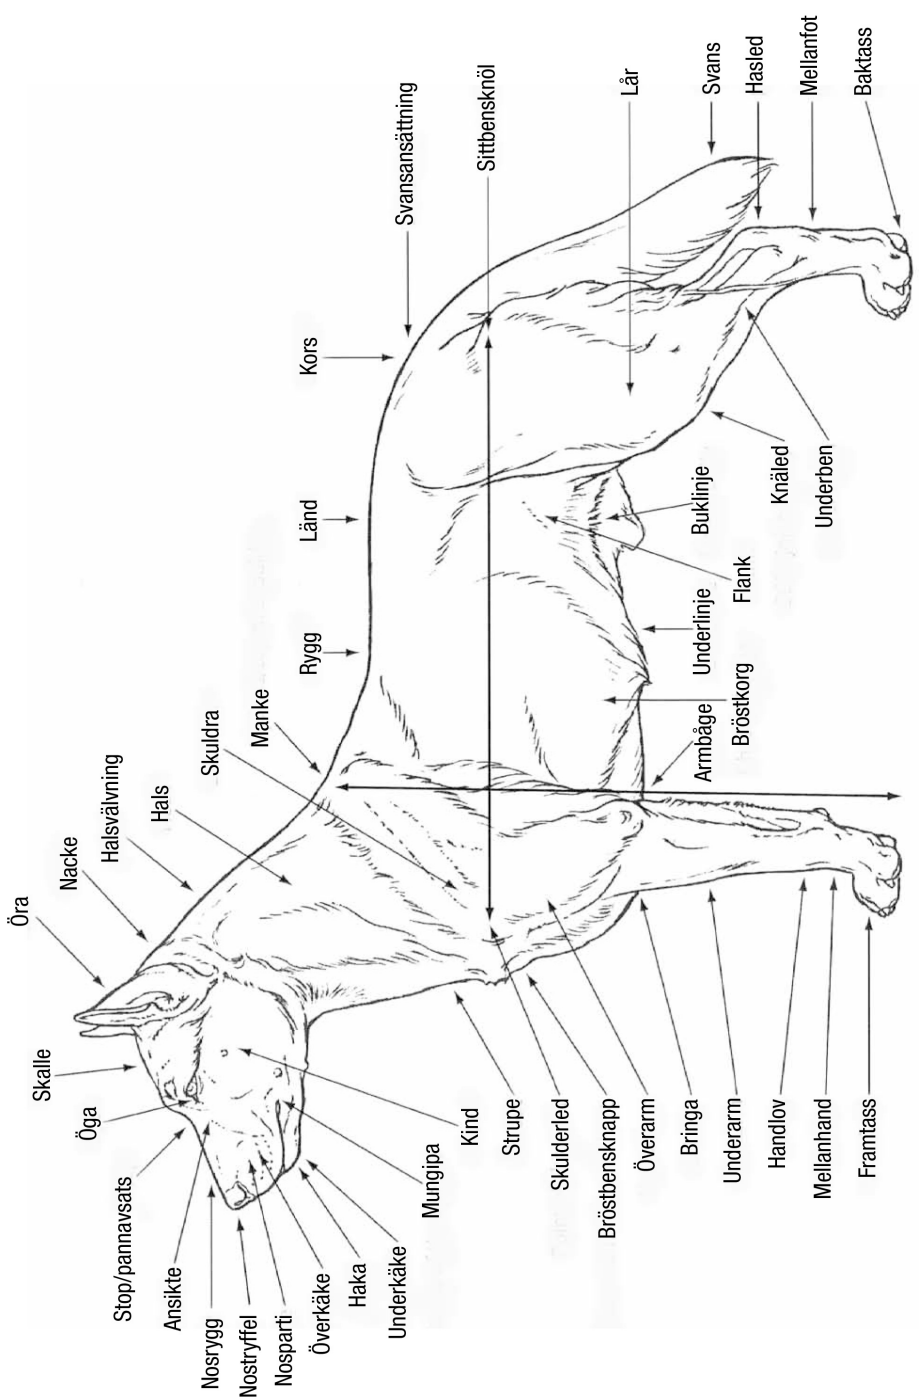 Öra
Nacke
Halsvälvning
Hals
Skuldra
Manke
Rygg
Länd
Kors
Svansansättning
Sittbensknöl
Lår
Svans
Hasled
Mellanfot
Baktass
Skalle
Öga
Stop/pannavsats
Ansikte
Nosrygg
Nostryffel
Nosparti
Överkäke
Haka
Underkäke
Mungipa
Kind
Strupe
Skulderled
Bröstbensknapp
Överarm
Bringa
Underarm
Handlov
Mellanhand
Framtass
Armbåge
Bröstkorg
Underlinje
Flank
Buklinje
Knäled
Underben